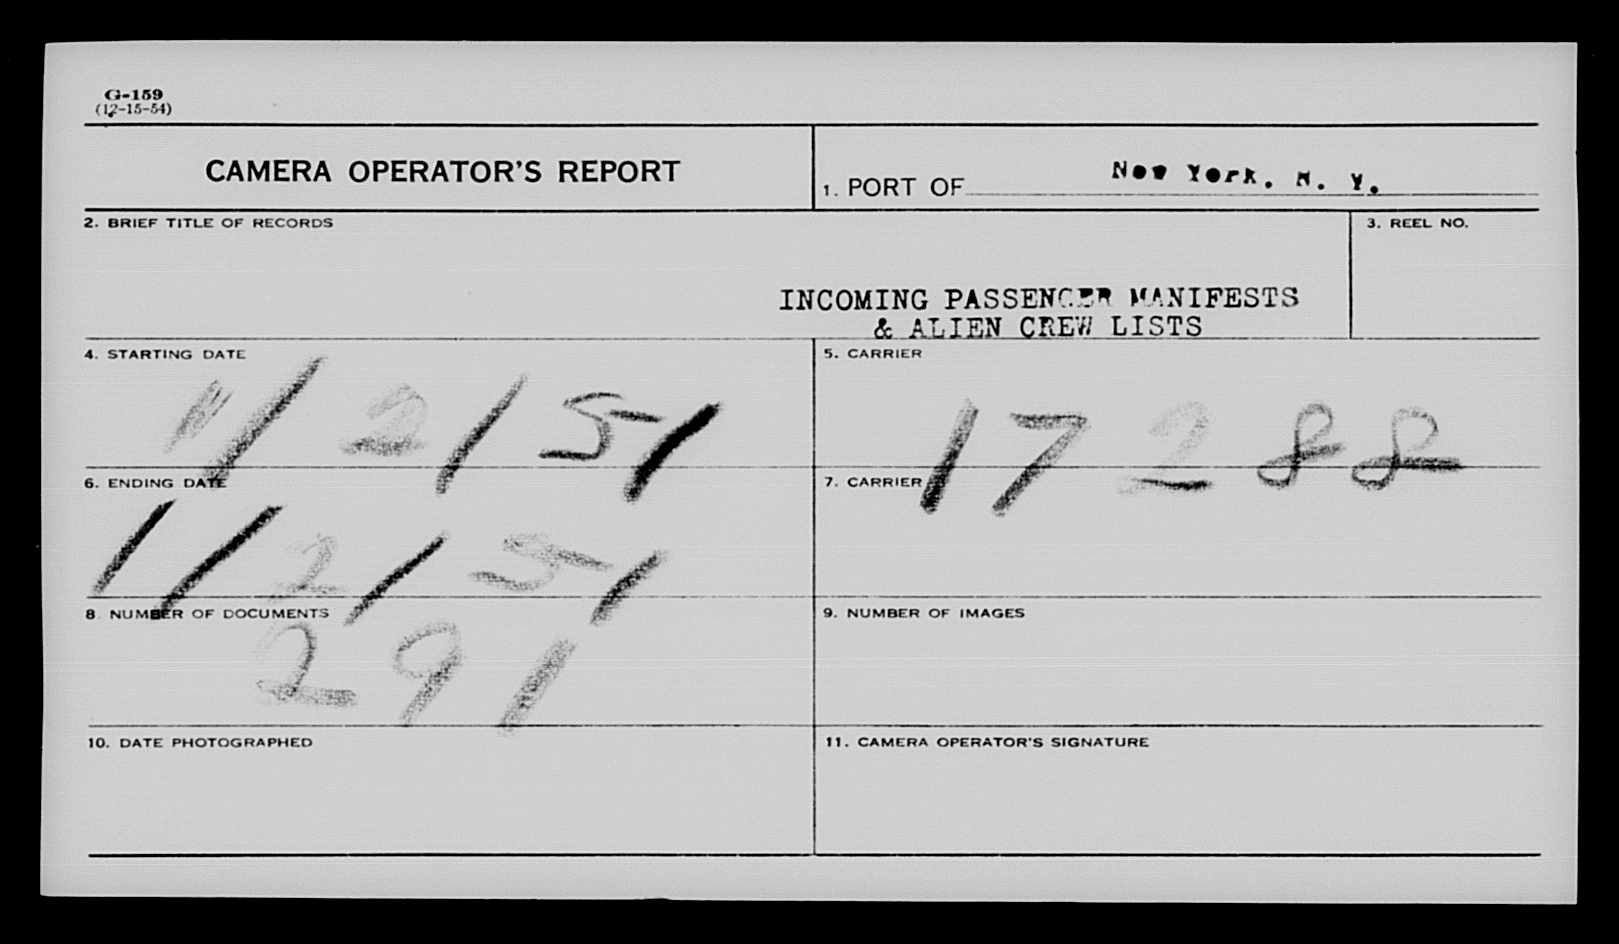 G-159
(12-15-54)
CAMERA OPERATOR'S REPORT
1. PORT OF New York, N. Y.
2. BRIEF TITLE OF RECORDS
3. REEL NO.
INCOMING PASSENGER MANIFESTS
& ALIEN CREW LISTS
4. STARTING DATE
11/2/51
5. CARRIER
17288
6. ENDING DATE
11/2/51
7. CARRIER
8. NUMBER OF DOCUMENTS
291
9. NUMBER OF IMAGES
10. DATE PHOTOGRAPHED
11. CAMERA OPERATOR'S SIGNATURE